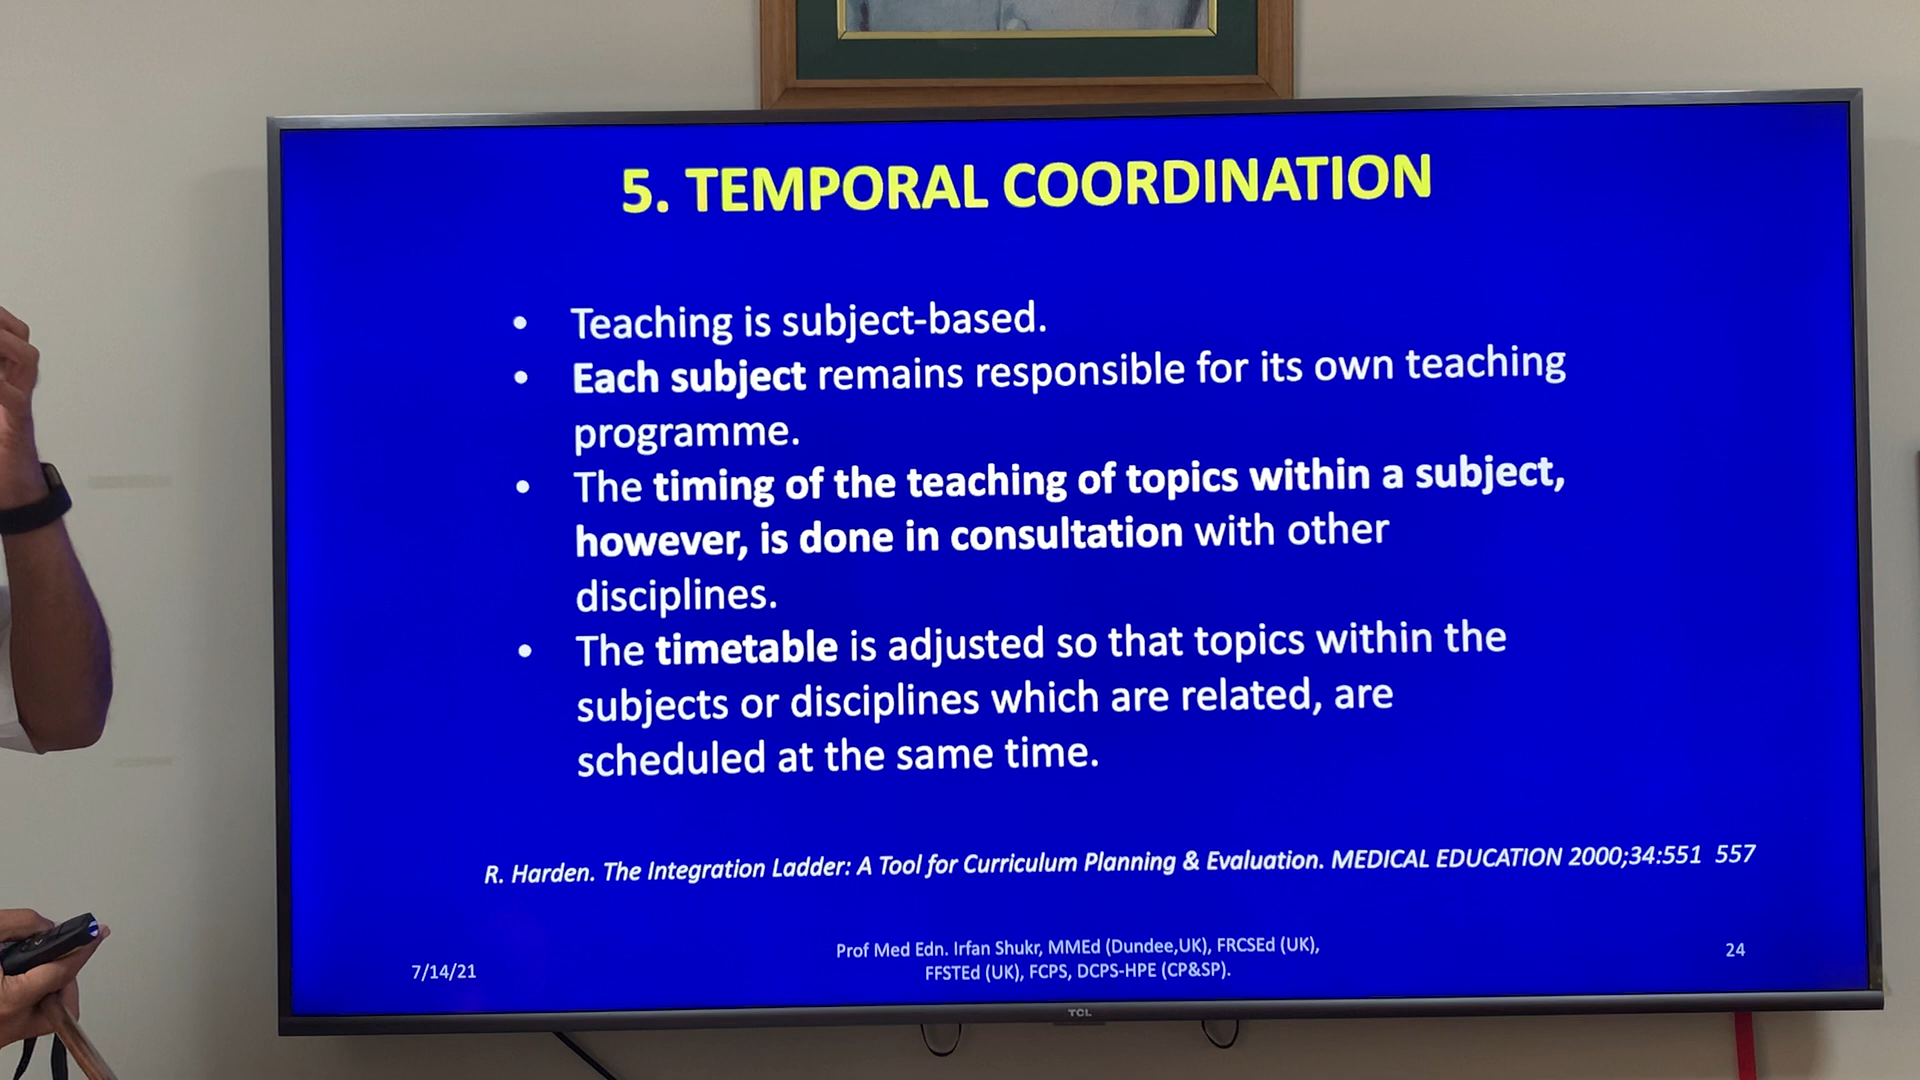 5. TEMPORAL COORDINATION
• Teaching is subject-based.
• Each subject remains responsible for its own teaching
programme.
• The timing of the teaching of topics within a subject,
however, is done in consultation with other
disciplines.
• The timetable is adjusted so that topics within the
subjects or disciplines which are related, are
scheduled at the same time.
R. Harden. The Integration Ladder: A Tool for Curriculum Planning & Evaluation. MEDICAL EDUCATION 2000;34:551 557
7/14/21
Prof Med Edn. Irfan Shukr, MMEd (Dundee,UK), FRCSEd (UK),
FFSTEd (UK), FCPS, DCPS-HPE (CP&SP).
24
TCL